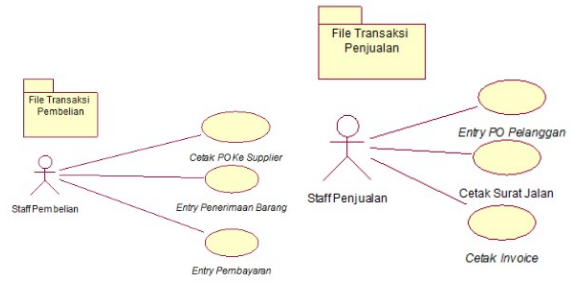 File Transaksi
Pembelian
Cetak PO Ke Supplier
Staff Pembelian
Entry Penerimaan Barang
Entry Pembayaran
File Transaksi
Penjualan
Entry PO Pelanggan
Staff Penjualan
Cetak Surat Jalan
Cetak Invoice